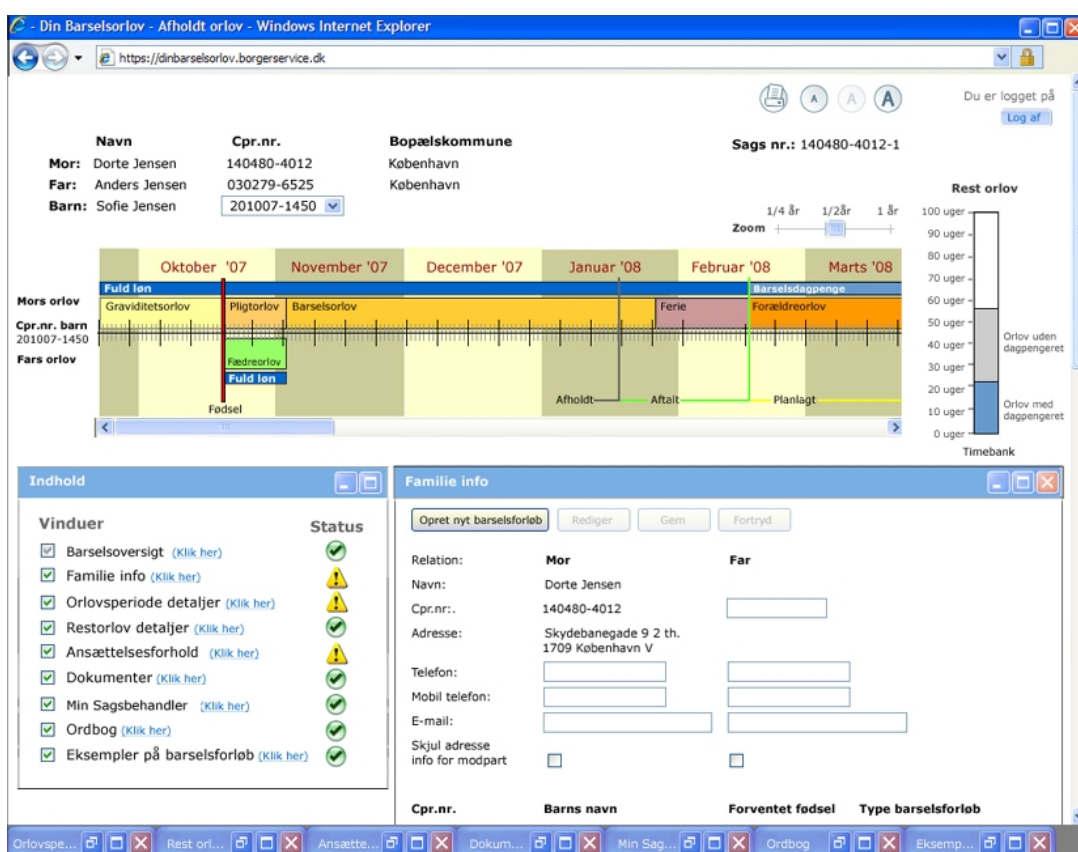 - Din Barselsorlov - Afholdt orlov - Windows Internet Explorer
https://dinbarselsorlov.borgerservice.dk
A A A
Du er logget på
Log af
Navn Cpr.nr. Bopælskommune
Sags nr.: 140480-4012-1
Mor: Dorte Jensen 140480-4012 København
Far: Anders Jensen 030279-6525 København
Barn: Sofie Jensen 201007-1450
Rest orlov
1/4 år 1/2år 1 år
Zoom
100 uger
90 uger
80 uger
70 uger
60 uger
50 uger
40 uger
30 uger
20 uger
10 uger
0 uger
Orlov uden dagpengeret
Orlov med dagpengeret
Timebank
Oktober '07 November '07 December '07 Januar '08 Februar '08 Marts '08
Fuld løn Barselsdagpenge
Mors orlov
Graviditetsorlov Pligtorlov Barselsorlov Ferie Forældreorlov
Cpr.nr. barn
201007-1450
Fars orlov
Fædreorlov
Fuld løn
Afholdt Aftalt Planlagt
Fødsel
Indhold
Vinduer Status
Barselsoversigt (Klik her)
Familie info (Klik her)
Orlovsperiode detaljer (Klik her)
Restorlov detaljer (Klik her)
Ansættelsesforhold (Klik her)
Dokumenter (Klik her)
Min Sagsbehandler (Klik her)
Ordbog (Klik her)
Eksempler på barselsforløb (Klik her)
Familie info
Opret nyt barselsforløb Rediger Gem Fortryd
Relation: Mor Far
Navn: Dorte Jensen
Cpr.nr:. 140480-4012
Adresse: Skydebanegade 9 2 th.
1709 København V
Telefon:
Mobil telefon:
E-mail:
Skjul adresse
info for modpart
Cpr.nr. Barns navn Forventet fødsel Type barselsforløb
Orlovspe... Rest orl... Ansætte... Dokum... Min Sag... Ordbog Eksemp...